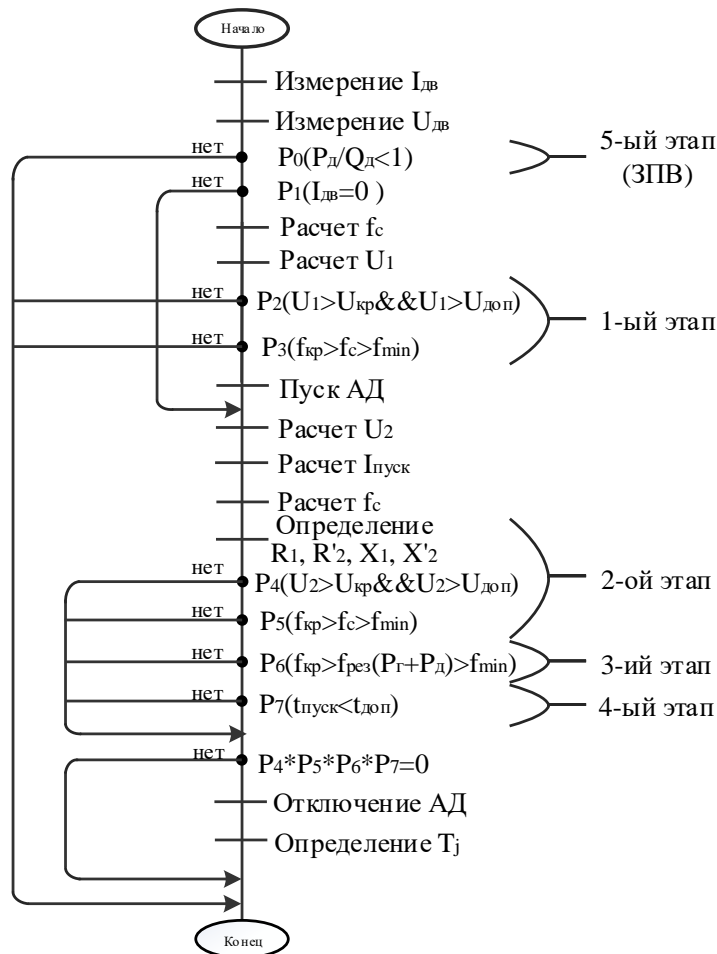 Начало
Измерение Iдв
Измерение Uдв
нет
P0(Pд/Qд<1)
5-ый этап
(ЗПВ)
нет
P1(Iдв=0 )
Расчет fc
Расчет U1
нет
P2(U1>Uкр&&U1>Uдоп)
1-ый этап
нет
P3(fкр>fc>fmin)
Пуск АД
Расчет U2
Расчет Iпуск
Расчет fc
Определение
R1, R'2, X1, X'2
нет
P4(U2>Uкр&&U2>Uдоп)
2-ой этап
нет
P5(fкр>fc>fmin)
нет
P6(fкр>fрез(Pг+Pд)>fmin)
3-ий этап
нет
P7(tпуск<tдоп)
4-ый этап
нет
P4*P5*P6*P7=0
Отключение АД
Определение Tj
Конец